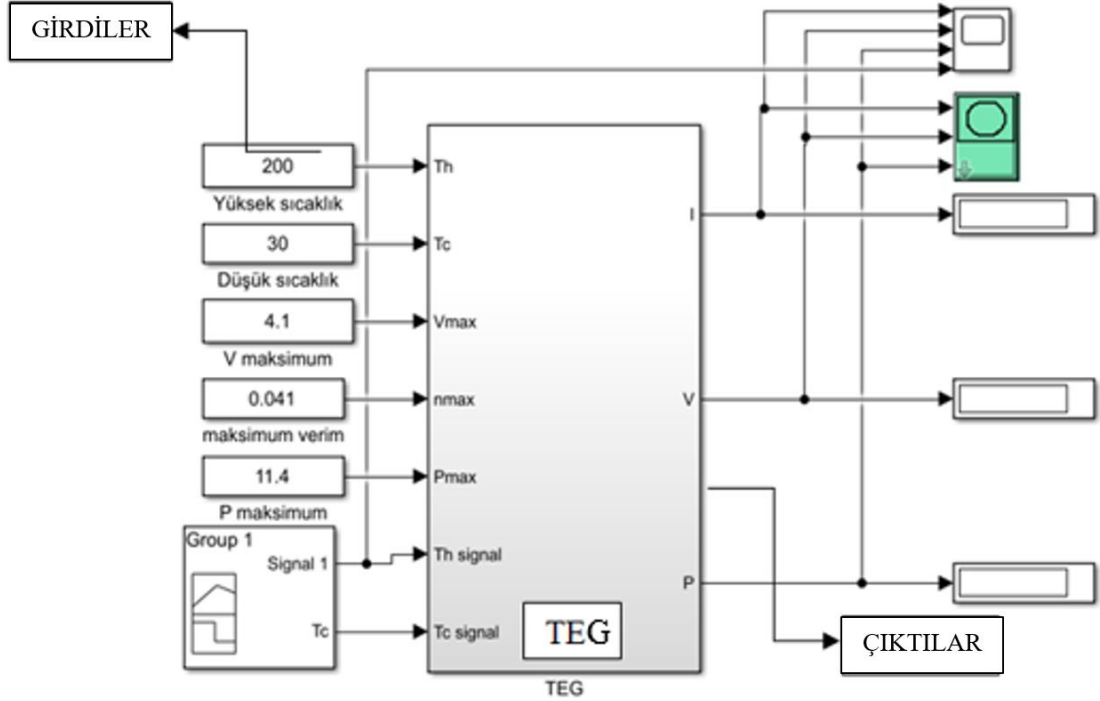 GİRDİLER
200
Yüksek sıcaklık
30
Düşük sıcaklık
4.1
V maksimum
0.041
maksimum verim
11.4
P maksimum
Group 1
Signal 1
Tc
Th
Tc
Vmax
nmax
Pmax
Th signal
Tc signal
I
V
P
TEG
TEG
ÇIKTILAR